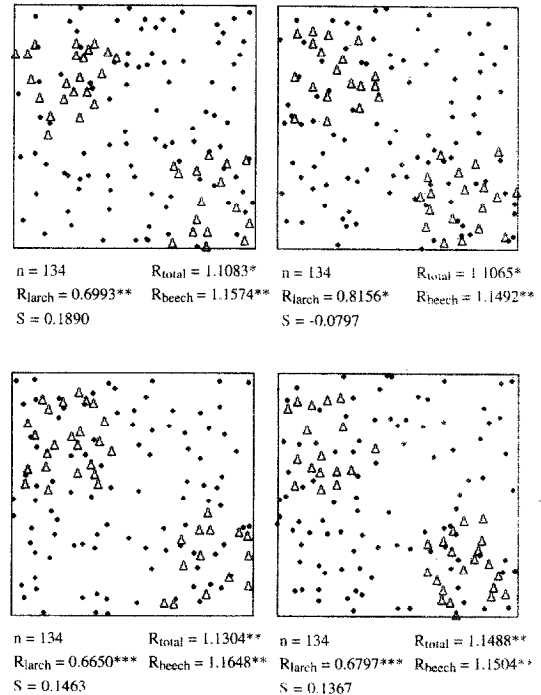 n = 134 R_total = 1.1083*
R_larch = 0.6993** R_beech = 1.1574**
S = 0.1890
n = 134 R_total = 1.1065*
R_larch = 0.8156* R_beech = 1.1492**
S = -0.0797
n = 134 R_total = 1.1304**
R_larch = 0.6650*** R_beech = 1.1648**
S = 0.1463
n = 134 R_total = 1.1488**
R_larch = 0.6797*** R_beech = 1.1504**
S = 0.1367